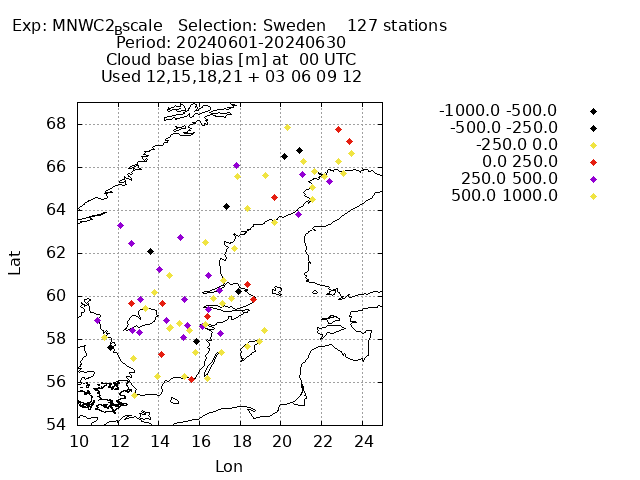 Exp: MNWC2_Bscale   Selection: Sweden    127 stations
Period: 20240601-20240630
Cloud base bias [m] at  00 UTC
Used 12,15,18,21 + 03 06 09 12
-1000.0 -500.0
-500.0 -250.0
-250.0 0.0
0.0 250.0
250.0 500.0
500.0 1000.0
68
66
64
62
60
58
56
54
Lat
10 12 14 16 18 20 22 24
Lon